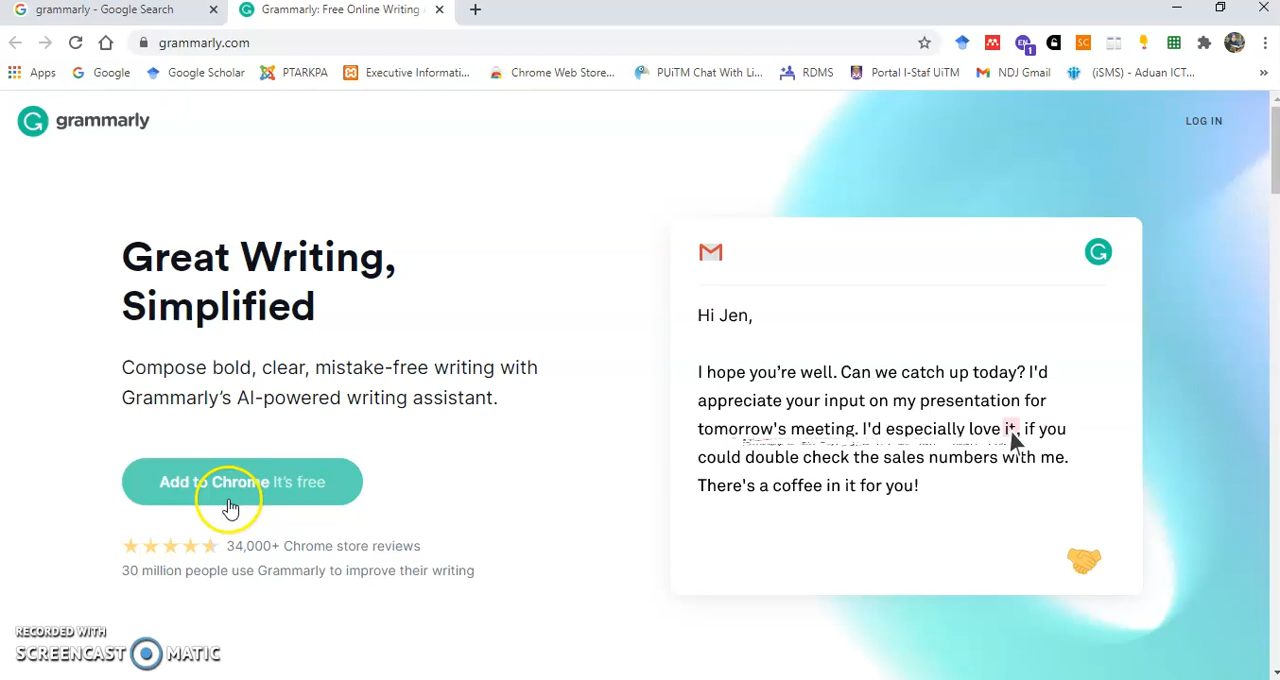 grammarly - Google Search
Grammarly: Free Online Writing
grammarly.com
EN
1
SC
Apps
Google
Google Scholar
PTARKPA
Executive Informati...
Chrome Web Store...
PUiTM Chat With Li...
RDMS
Portal I-Staf UiTM
NDJ Gmail
(iSMS) - Aduan ICT...
»
grammarly
LOG IN
Great Writing,
Simplified
Compose bold, clear, mistake-free writing with
Grammarly's AI-powered writing assistant.
Add to Chrome It's free
34,000+ Chrome store reviews
30 million people use Grammarly to improve their writing
Hi Jen,
I hope you're well. Can we catch up today? I'd
appreciate your input on my presentation for
tomorrow's meeting. I'd especially love it, if you
could double check the sales numbers with me.
There's a coffee in it for you!
RECORDED WITH
SCREENCAST MATIC